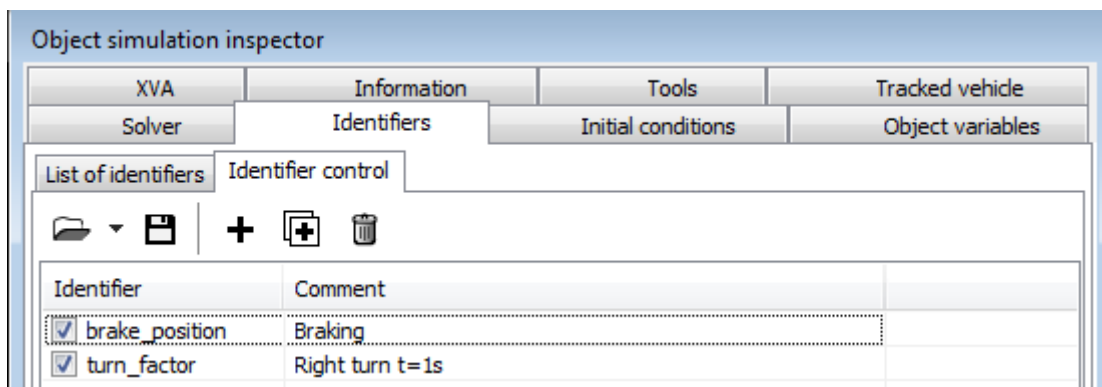 Object simulation inspector
XVA Information Tools Tracked vehicle
Solver Identifiers Initial conditions Object variables
List of identifiers Identifier control
Identifier Comment
brake_position Braking
turn_factor Right turn t=1s